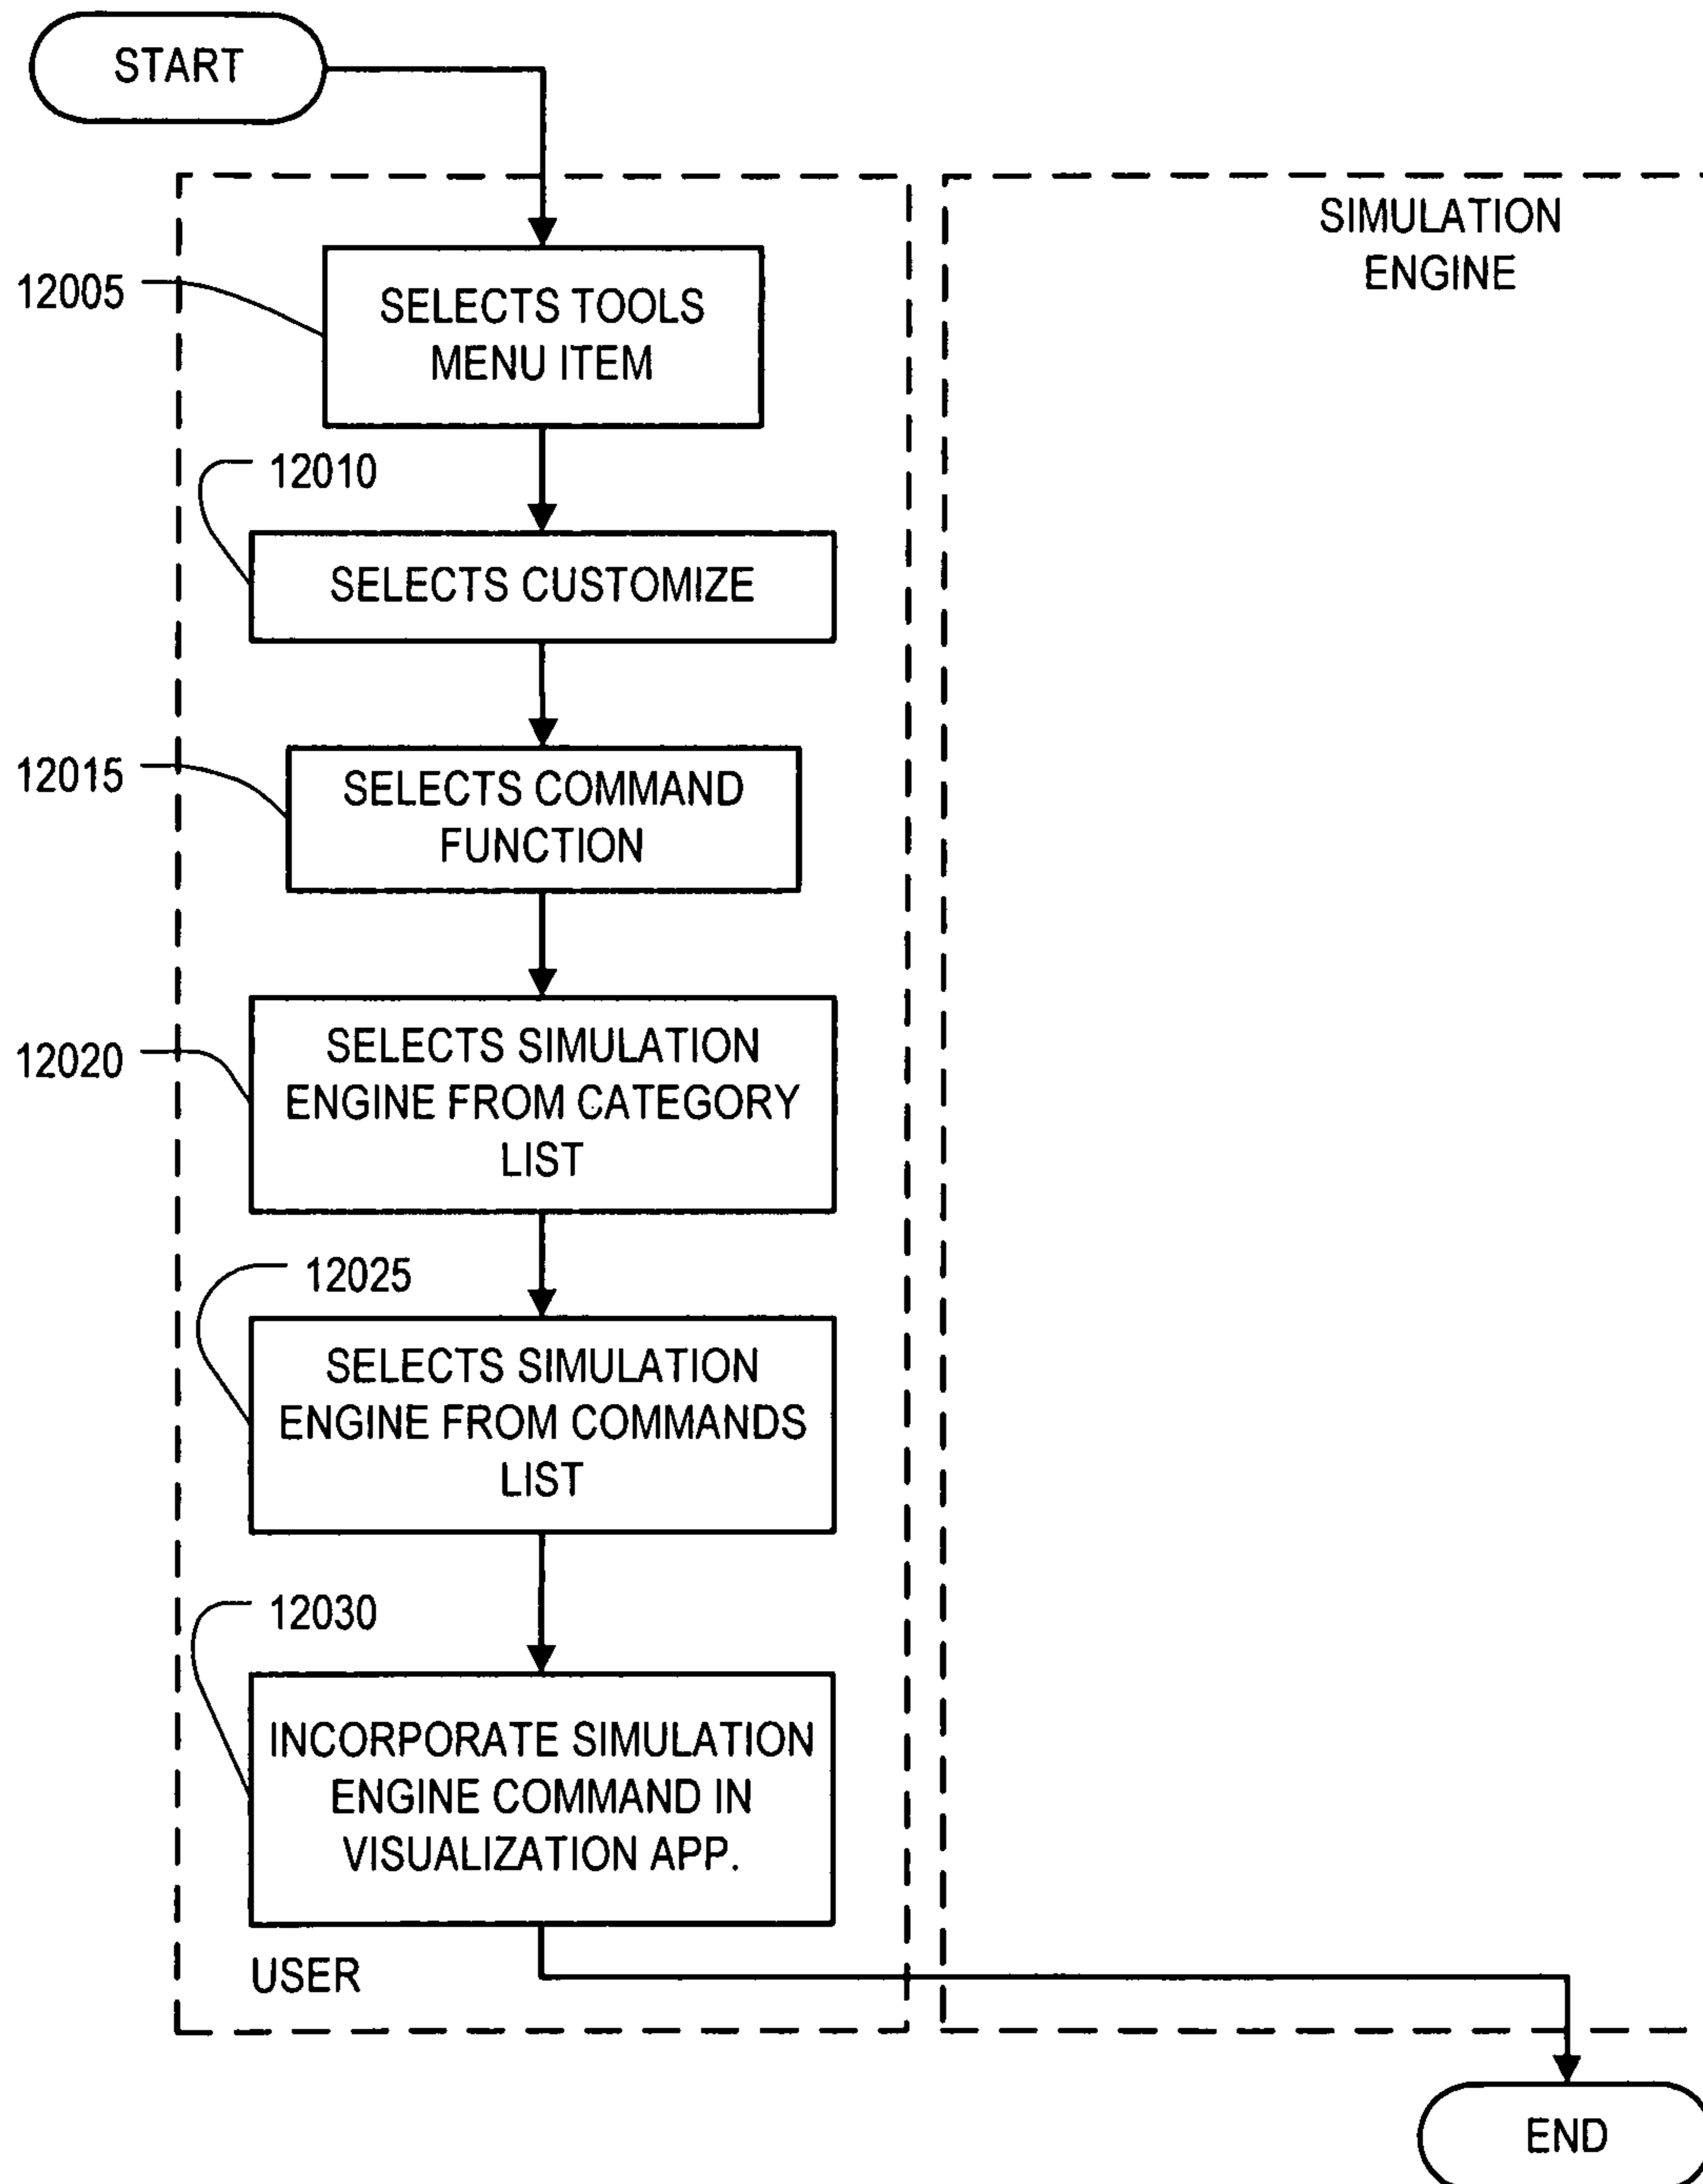 START
SIMULATION
ENGINE
12005
SELECTS TOOLS
MENU ITEM
12010
SELECTS CUSTOMIZE
12015
SELECTS COMMAND
FUNCTION
12020
SELECTS SIMULATION
ENGINE FROM CATEGORY
LIST
12025
SELECTS SIMULATION
ENGINE FROM COMMANDS
LIST
12030
INCORPORATE SIMULATION
ENGINE COMMAND IN
VISUALIZATION APP.
USER
END